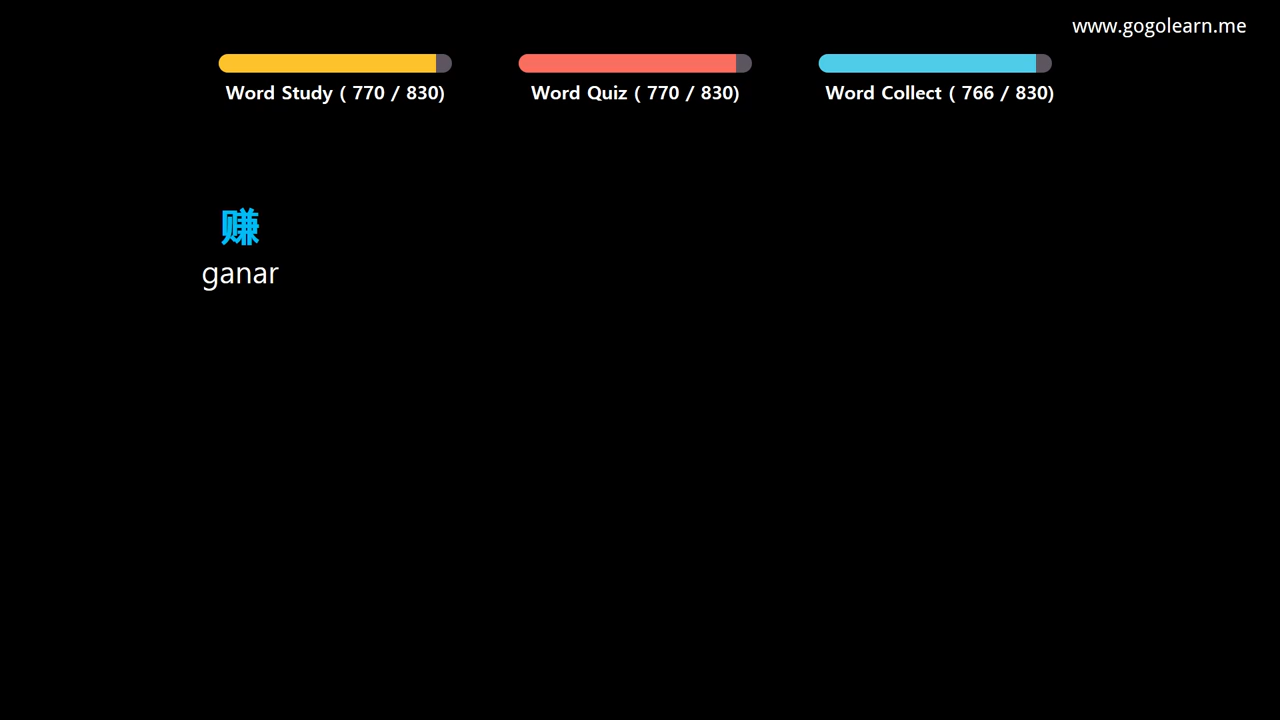 www.gogolearn.me
Word Study ( 770 / 830)
Word Quiz ( 770 / 830)
Word Collect ( 766 / 830)
赚
ganar